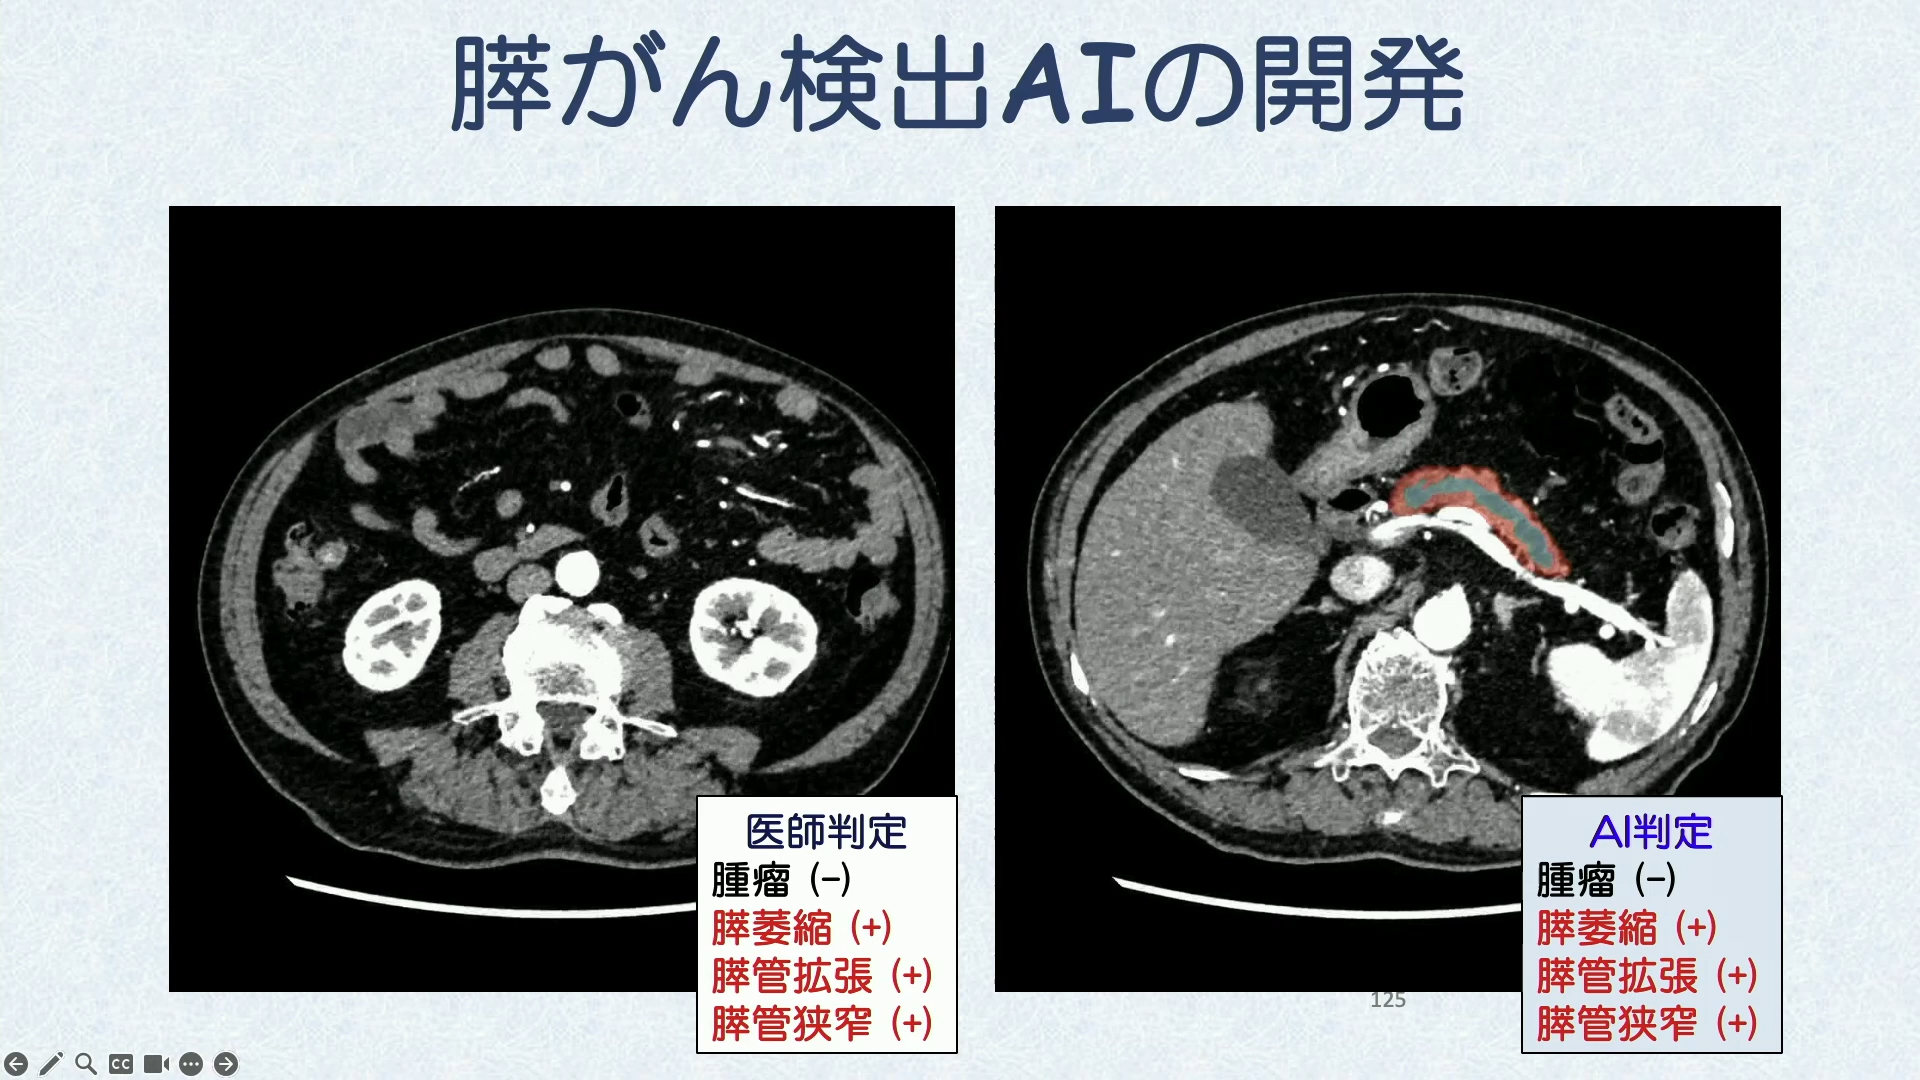 膵がん検出AIの開発
医師判定
腫瘤 (−)
膵萎縮 (+)
膵管拡張 (+)
膵管狭窄 (+)
AI判定
腫瘤 (−)
膵萎縮 (+)
膵管拡張 (+)
膵管狭窄 (+)
125
CC